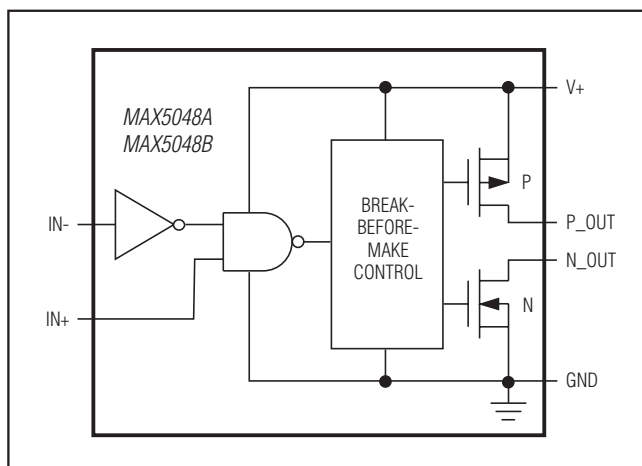 MAX5048A
MAX5048B
V+
P
BREAK-
BEFORE-
MAKE
CONTROL
IN-
P_OUT
N_OUT
IN+
N
GND